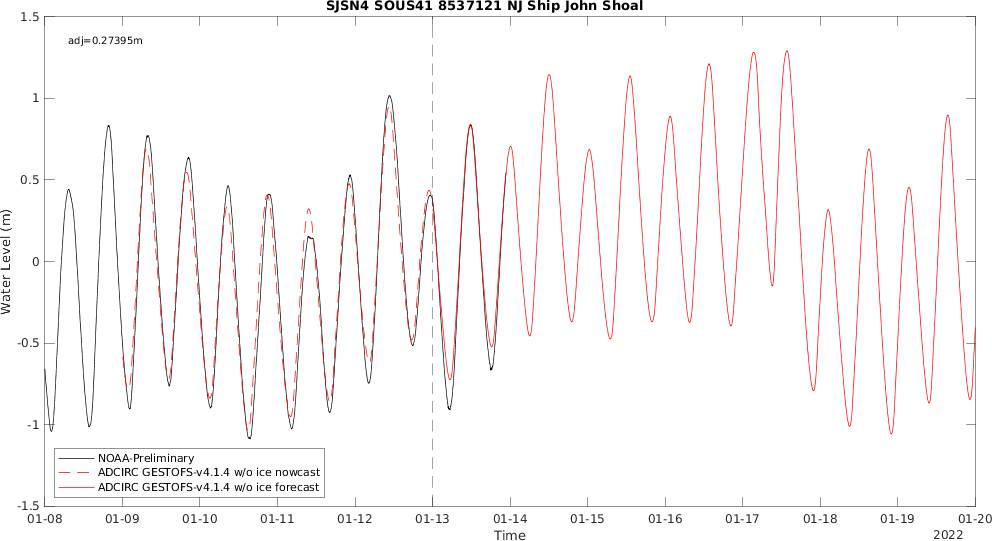 SJSN4 SOUS41 8537121 NJ Ship John Shoal
adj=0.27395m
1.5
1
0.5
0
-0.5
-1
-1.5
Water Level (m)
NOAA-Preliminary
ADCIRC GESTOFS-v4.1.4 w/o ice nowcast
ADCIRC GESTOFS-v4.1.4 w/o ice forecast
01-08 01-09 01-10 01-11 01-12 01-13 01-14 01-15 01-16 01-17 01-18 01-19 01-20
Time
2022